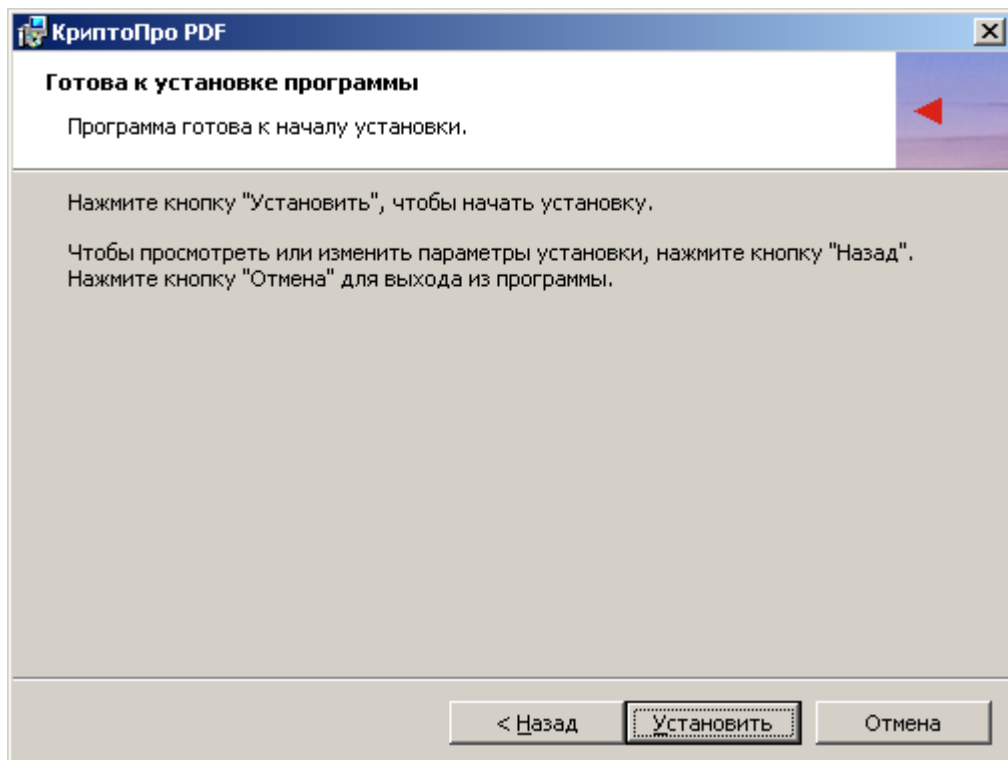 КриптоПро PDF
Готова к установке программы
Программа готова к началу установки.
Нажмите кнопку "Установить", чтобы начать установку.
Чтобы просмотреть или изменить параметры установки, нажмите кнопку "Назад".
Нажмите кнопку "Отмена" для выхода из программы.
< Назад
Установить
Отмена